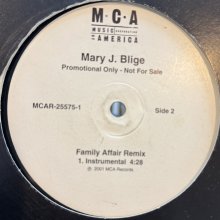 M•C•A
MUSIC CORPORATION
OF AMERICA
Mary J. Blige
Promotional Only - Not For Sale
MCAR-25575-1
Side 2
Family Affair Remix
1. Instrumental 4:28
℗ 2001 MCA Records